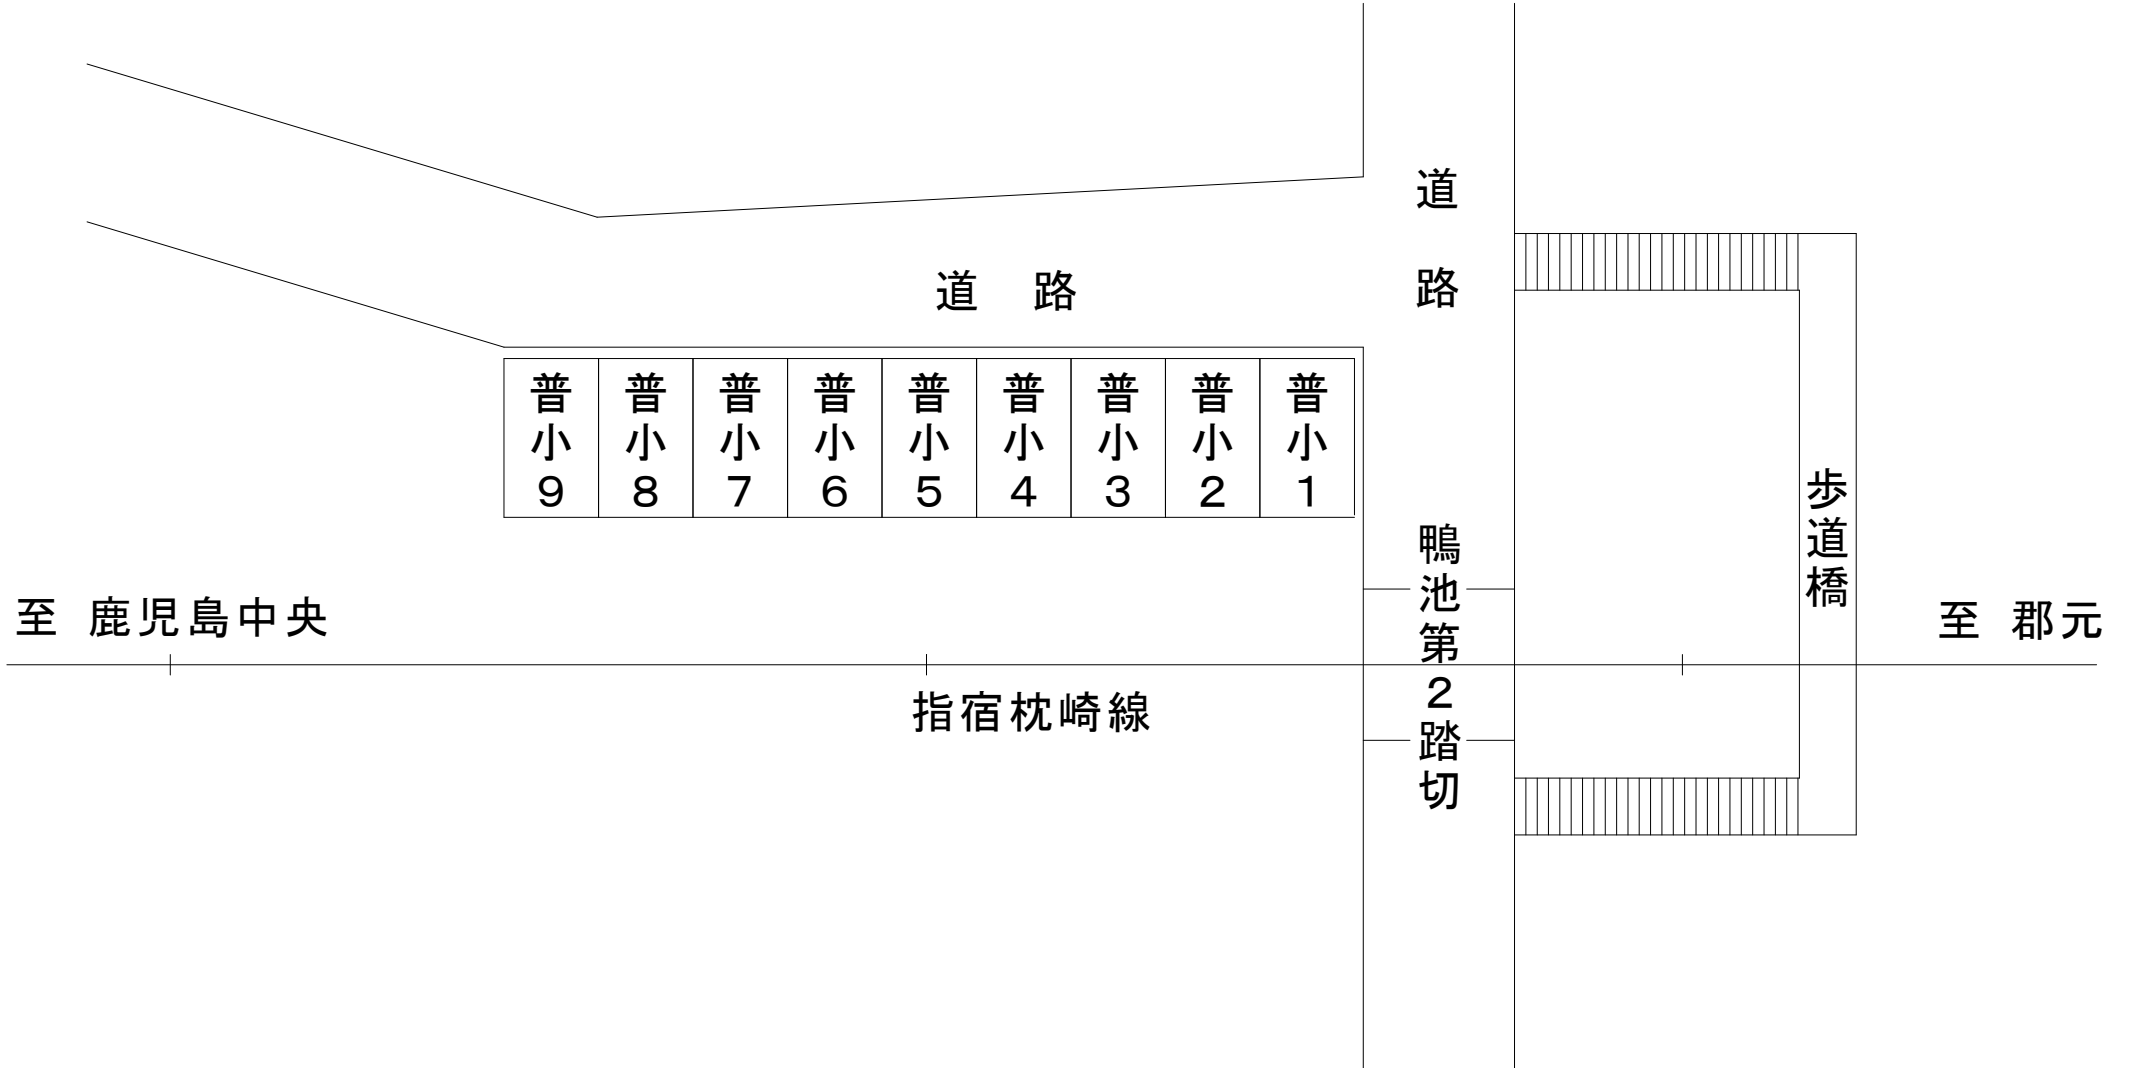 道路
道 路
普小9
普小8
普小7
普小6
普小5
普小4
普小3
普小2
普小1
歩道橋
鴨池第2踏切
至 鹿児島中央
至 郡元
指宿枕崎線